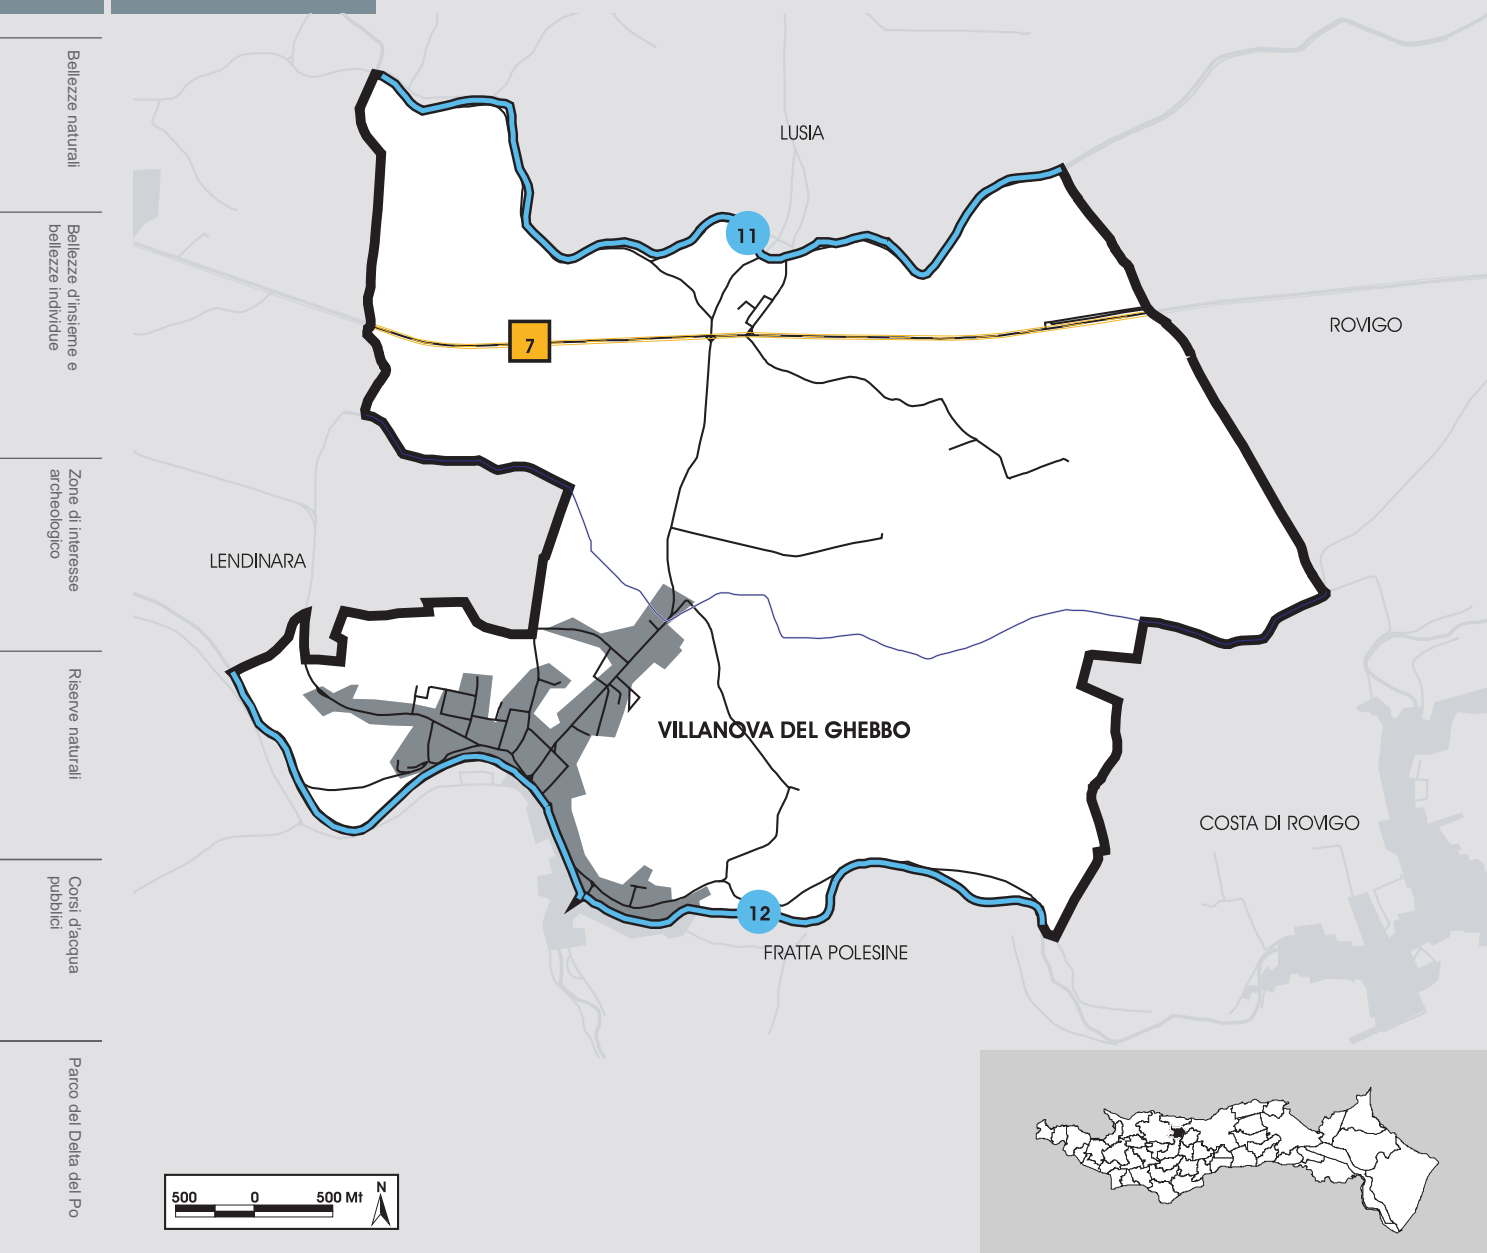 Bellezze naturali
Bellezze d'insieme e
bellezze individue
Zone di interesse
archeologico
Riserve naturali
Corsi d'acqua
pubblici
Parco del Delta del Po
LUSIA
11
ROVIGO
7
LENDINARA
VILLANOVA DEL GHEBBO
COSTA DI ROVIGO
12
FRATTA POLESINE
500 0 500 Mt N